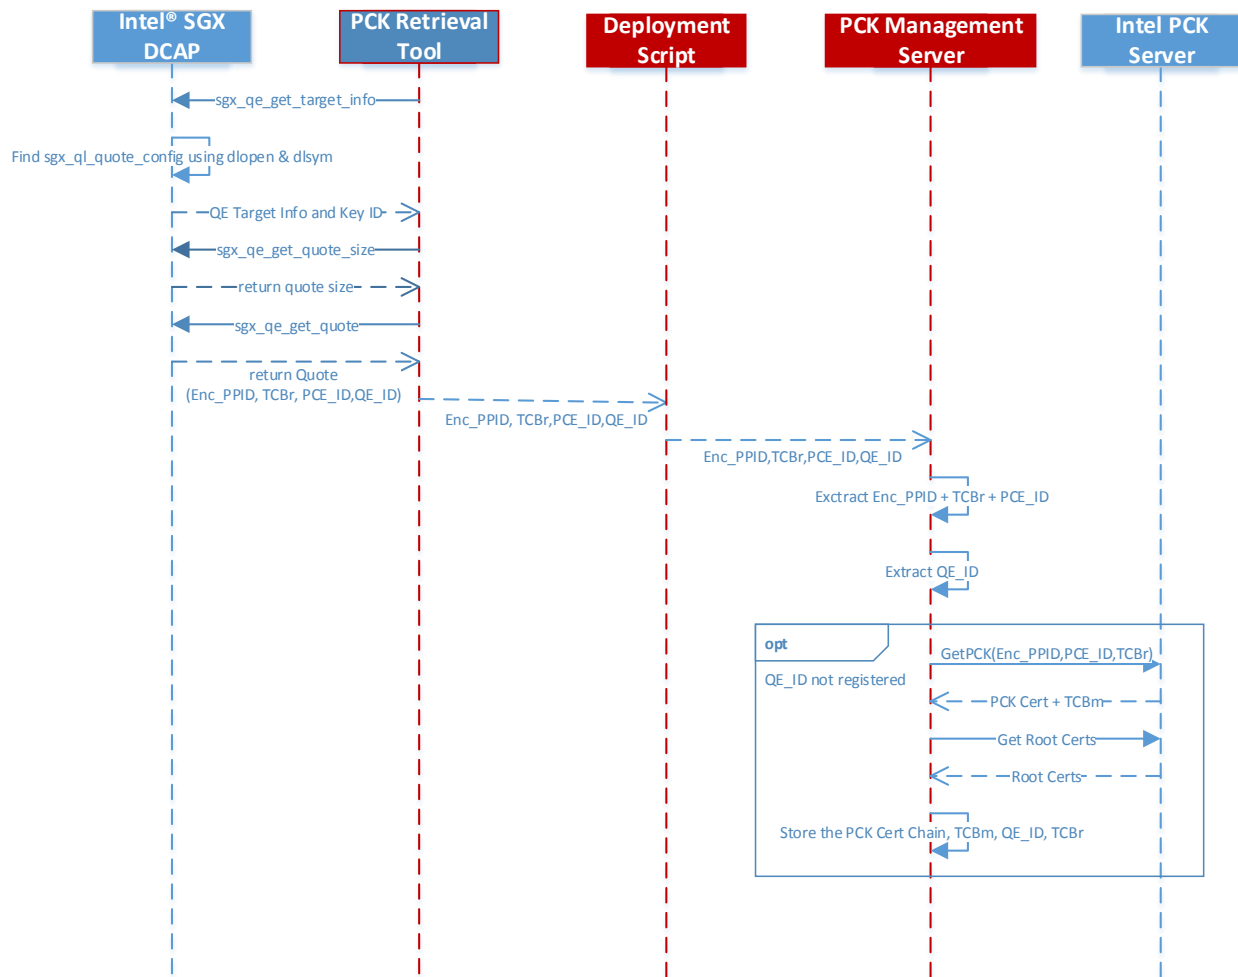 Intel® SGX
DCAP
PCK Retrieval
Tool
Deployment
Script
PCK Management
Server
Intel PCK
Server
sgx_qe_get_target_info
Find sgx_ql_quote_config using dlopen & dlsym
QE Target Info and Key ID
sgx_qe_get_quote_size
return quote size
sgx_qe_get_quote
return Quote
(Enc_PPID, TCBr, PCE_ID,QE_ID)
Enc_PPID, TCBr,PCE_ID,QE_ID
Enc_PPID,TCBr,PCE_ID,QE_ID
Exctract Enc_PPID + TCBr + PCE_ID
Extract QE_ID
opt
QE_ID not registered
GetPCK(Enc_PPID,PCE_ID,TCBr)
PCK Cert + TCBm
Get Root Certs
Root Certs
Store the PCK Cert Chain, TCBm, QE_ID, TCBr